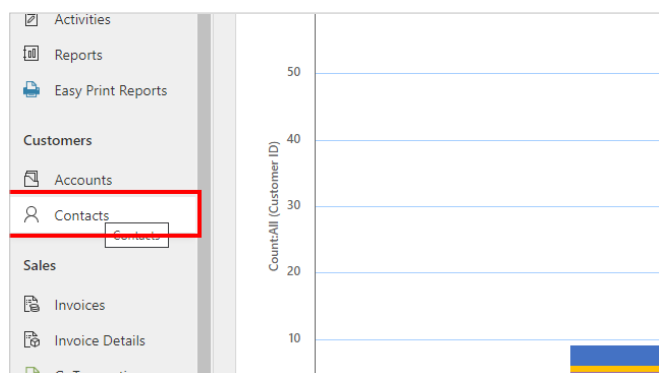 Activities
Reports
Easy Print Reports
Customers
Accounts
Contacts
Contacts
Sales
Invoices
Invoice Details
50
40
30
20
10
Count:All (Customer ID)